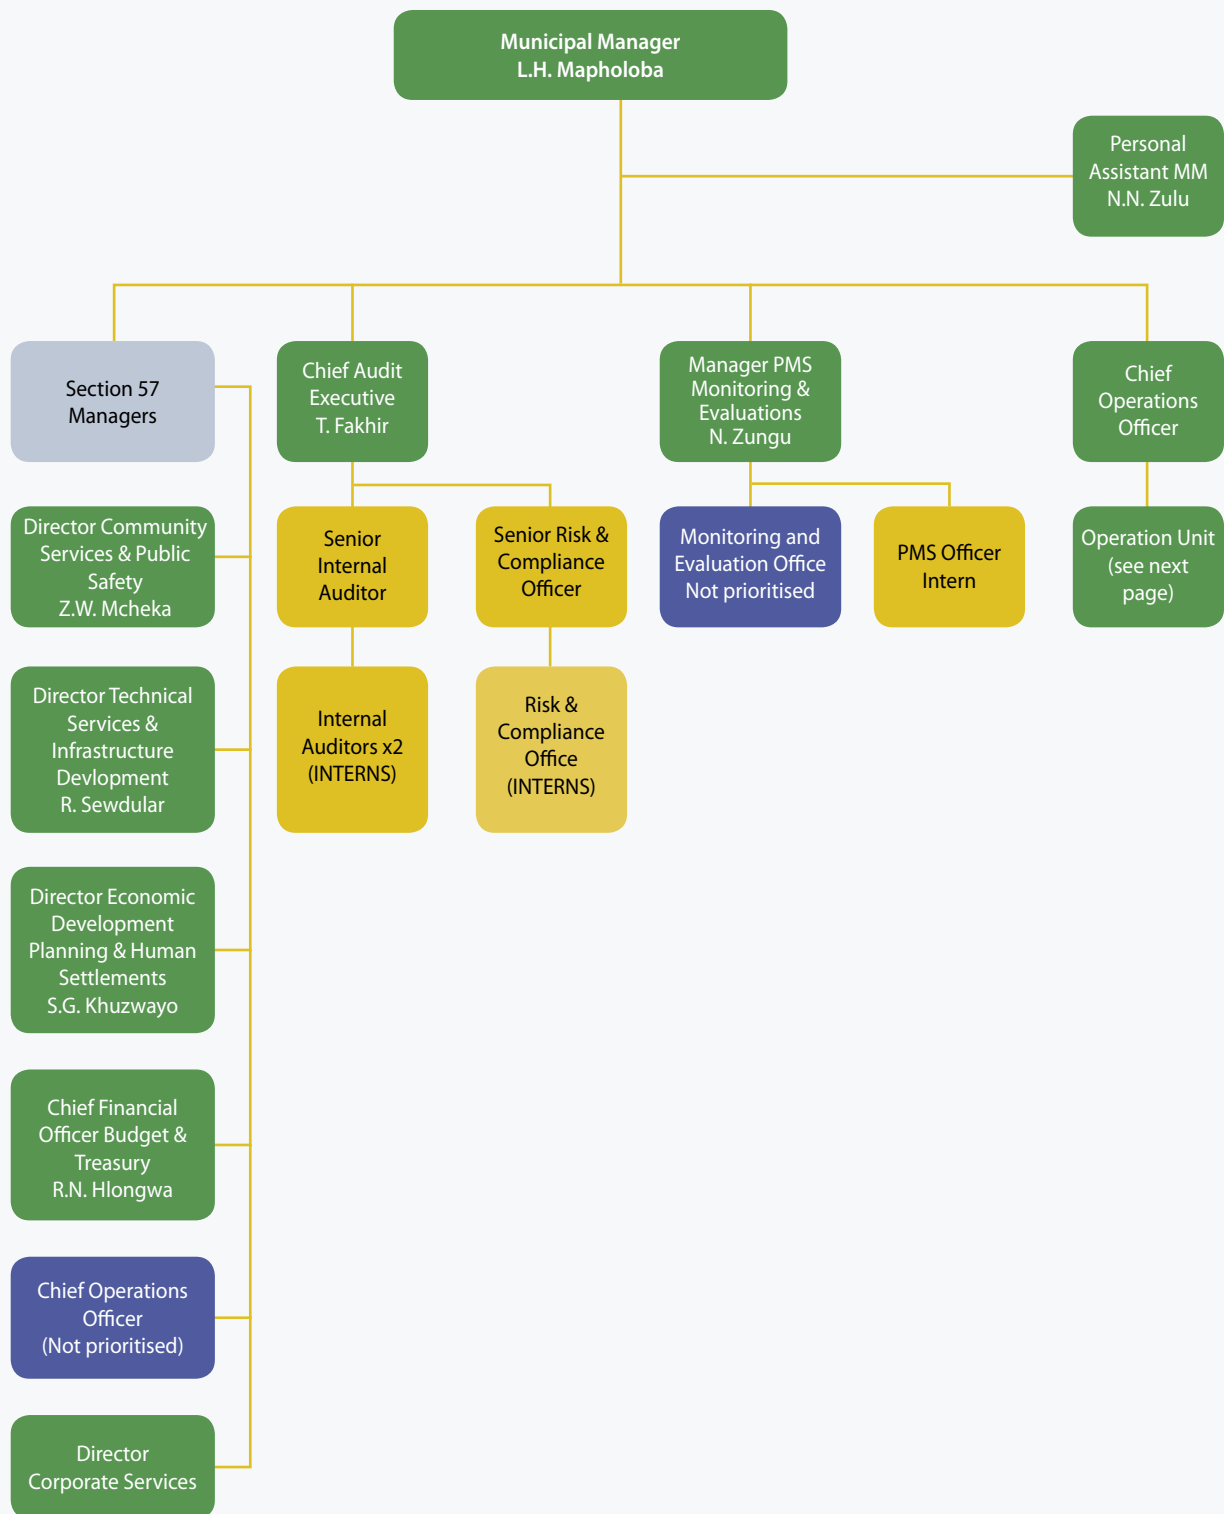 Municipal Manager
L.H. Mapholoba
Personal
Assistant MM
N.N. Zulu
Section 57
Managers
Chief Audit
Executive
T. Fakhir
Manager PMS
Monitoring &
Evaluations
N. Zungu
Chief
Operations
Officer
Director Community
Services & Public
Safety
Z.W. Mcheka
Senior
Internal
Auditor
Senior Risk &
Compliance
Officer
Monitoring and
Evaluation Office
Not prioritised
PMS Officer
Intern
Operation Unit
(see next
page)
Director Technical
Services &
Infrastructure
Devlopment
R. Sewdular
Internal
Auditors x2
(INTERNS)
Risk &
Compliance
Office
(INTERNS)
Director Economic
Development
Planning & Human
Settlements
S.G. Khuzwayo
Chief Financial
Officer Budget &
Treasury
R.N. Hlongwa
Chief Operations
Officer
(Not prioritised)
Director
Corporate Services